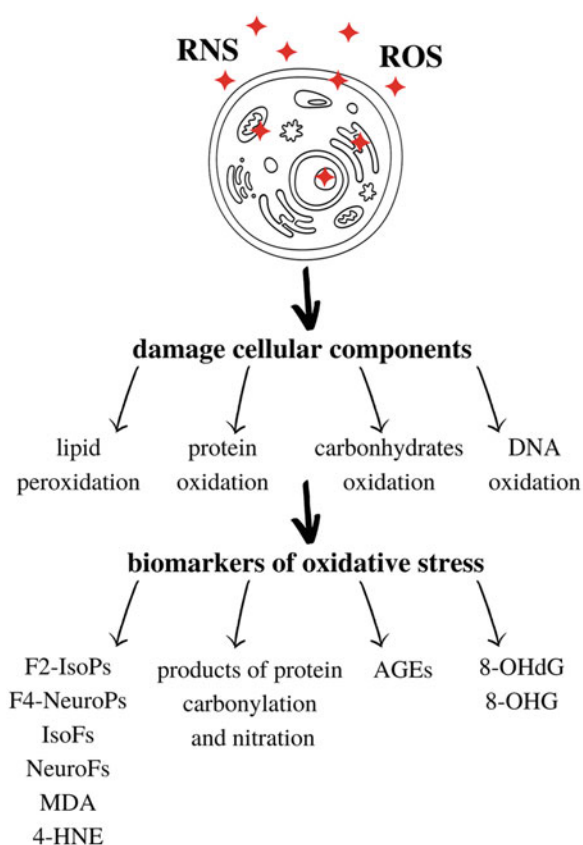 RNS
ROS
damage cellular components
lipid
peroxidation
protein
oxidation
carbonhydrates
oxidation
DNA
oxidation
biomarkers of oxidative stress
F2-IsoPs
F4-NeuroPs
IsoFs
NeuroFs
MDA
4-HNE
products of protein
carbonylation
and nitration
AGEs
8-OHdG
8-OHG